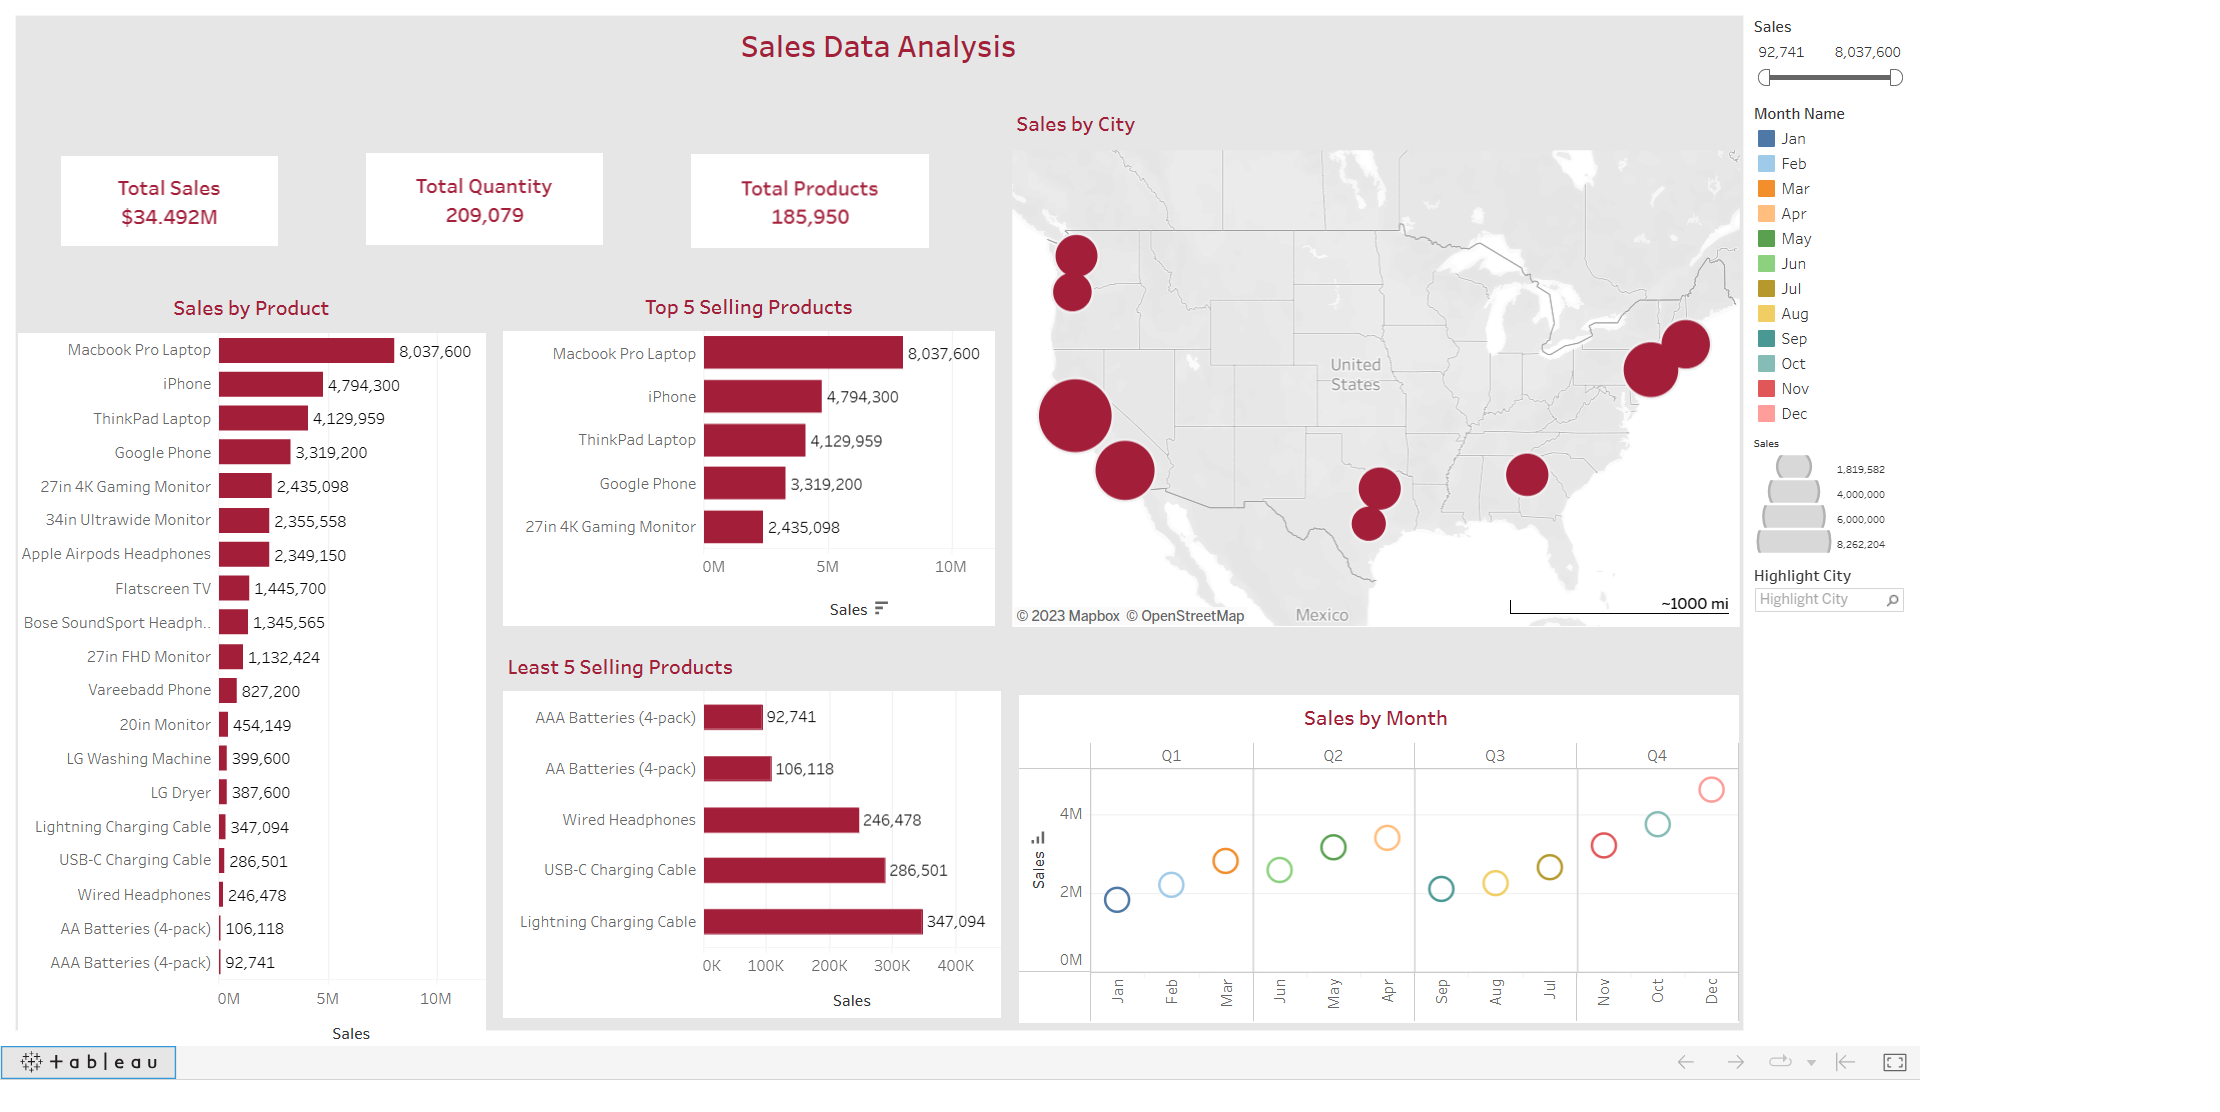 Sales Data Analysis
Total Sales
$34.492M
Total Quantity
209,079
Total Products
185,950
Sales by Product
Macbook Pro Laptop 8,037,600
iPhone 4,794,300
ThinkPad Laptop 4,129,959
Google Phone 3,319,200
27in 4K Gaming Monitor 2,435,098
34in Ultrawide Monitor 2,355,558
Apple Airpods Headphones 2,349,150
Flatscreen TV 1,445,700
Bose SoundSport Headph.. 1,345,565
27in FHD Monitor 1,132,424
Vareebadd Phone 827,200
20in Monitor 454,149
LG Washing Machine 399,600
LG Dryer 387,600
Lightning Charging Cable 347,094
USB-C Charging Cable 286,501
Wired Headphones 246,478
AA Batteries (4-pack) 106,118
AAA Batteries (4-pack) 92,741
0M 5M 10M
Sales
Top 5 Selling Products
Macbook Pro Laptop 8,037,600
iPhone 4,794,300
ThinkPad Laptop 4,129,959
Google Phone 3,319,200
27in 4K Gaming Monitor 2,435,098
0M 5M 10M
Sales
Least 5 Selling Products
AAA Batteries (4-pack) 92,741
AA Batteries (4-pack) 106,118
Wired Headphones 246,478
USB-C Charging Cable 286,501
Lightning Charging Cable 347,094
0K 100K 200K 300K 400K
Sales
Sales by City
United
States
Mexico
© 2023 Mapbox © OpenStreetMap
~1000 mi
Sales by Month
Q1 Q2 Q3 Q4
4M
2M
0M
Sales
Jan Feb Mar Jun May Apr Sep Aug Jul Nov Oct Dec
Sales
92,741 8,037,600
Month Name
Jan
Feb
Mar
Apr
May
Jun
Jul
Aug
Sep
Oct
Nov
Dec
Sales
1,819,582
4,000,000
6,000,000
8,262,204
Highlight City
Highlight City
+ a b l e a u